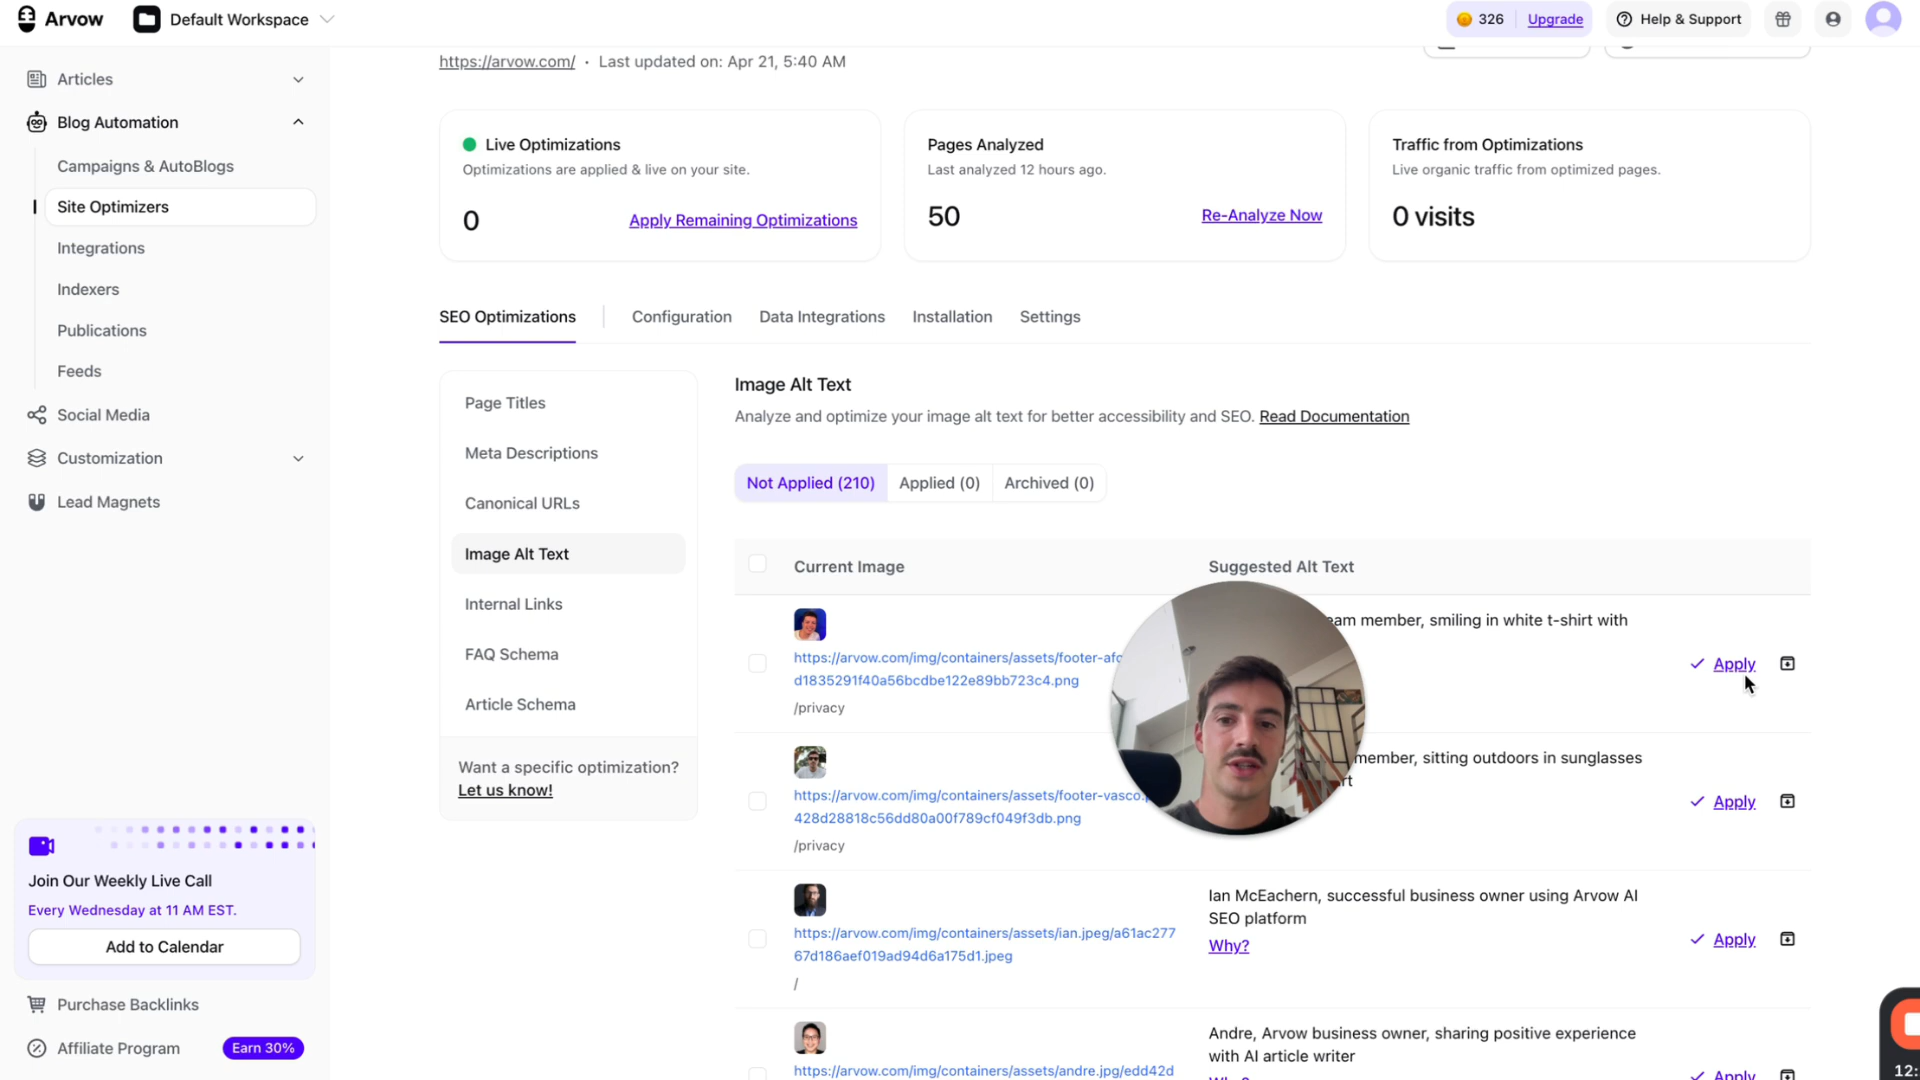 Arvow
Default Workspace
326
Upgrade
Help & Support
Articles
Blog Automation
Campaigns & AutoBlogs
Site Optimizers
Integrations
Indexers
Publications
Feeds
Social Media
Customization
Lead Magnets
Join Our Weekly Live Call
Every Wednesday at 11 AM EST.
Add to Calendar
Purchase Backlinks
Affiliate Program
Earn 30%
https://arvow.com/ · Last updated on: Apr 21, 5:40 AM
Live Optimizations
Optimizations are applied & live on your site.
0
Apply Remaining Optimizations
Pages Analyzed
Last analyzed 12 hours ago.
50
Re-Analyze Now
Traffic from Optimizations
Live organic traffic from optimized pages.
0 visits
SEO Optimizations
Configuration
Data Integrations
Installation
Settings
Page Titles
Meta Descriptions
Canonical URLs
Image Alt Text
Internal Links
FAQ Schema
Article Schema
Want a specific optimization?
Let us know!
Image Alt Text
Analyze and optimize your image alt text for better accessibility and SEO. Read Documentation
Not Applied (210)
Applied (0)
Archived (0)
Current Image
Suggested Alt Text
https://arvow.com/img/containers/assets/footer-afo
d1835291f40a56bcdbe122e89bb723c4.png
/privacy
member, smiling in white t-shirt with
Apply
https://arvow.com/img/containers/assets/footer-vasco.
428d28818c56dd80a00f789cf049f3db.png
/privacy
member, sitting outdoors in sunglasses
Apply
https://arvow.com/img/containers/assets/ian.jpeg/a61ac277
67d186aef019ad94d6a175d1.jpeg
/
Ian McEachern, successful business owner using Arvow AI
SEO platform
Why?
Apply
https://arvow.com/img/containers/assets/andre.jpg/edd42d
Andre, Arvow business owner, sharing positive experience
with AI article writer
Apply
12: